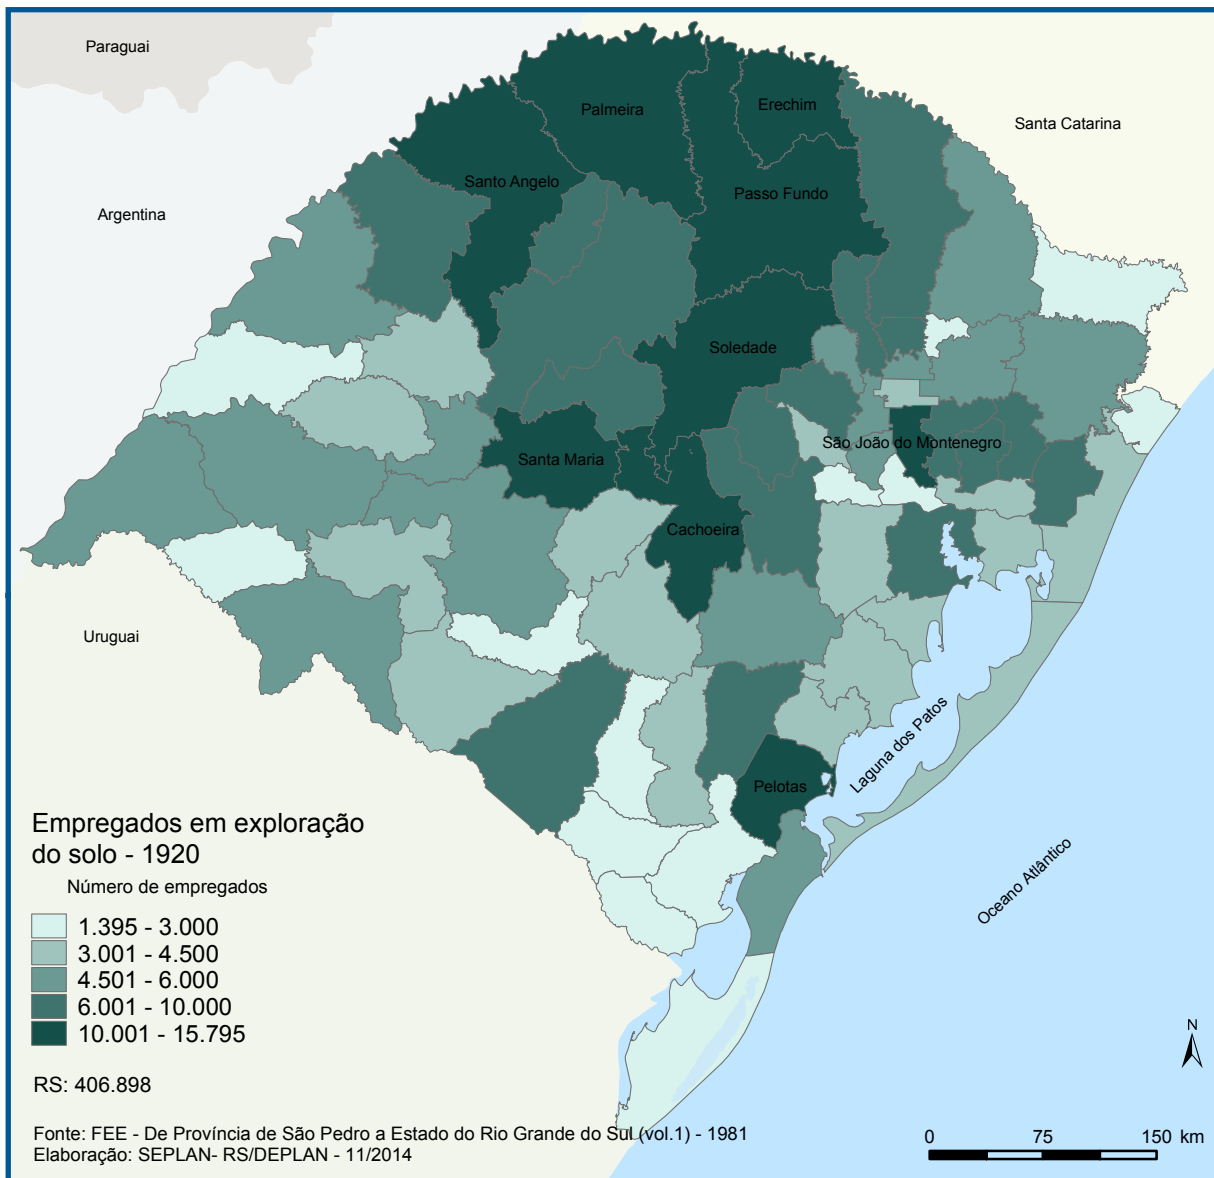 Paraguai
Palmeira
Erechim
Santa Catarina
Santo Angelo
Passo Fundo
Argentina
Soledade
São João do Montenegro
Santa Maria
Cachoeira
Uruguai
Laguna dos Patos
Pelotas
Oceano Atlântico
Empregados em exploração
do solo - 1920
Número de empregados
1.395 - 3.000
3.001 - 4.500
4.501 - 6.000
6.001 - 10.000
10.001 - 15.795
N
RS: 406.898
Fonte: FEE - De Província de São Pedro a Estado do Rio Grande do Sul (vol.1) - 1981
Elaboração: SEPLAN- RS/DEPLAN - 11/2014
0 75 150 km